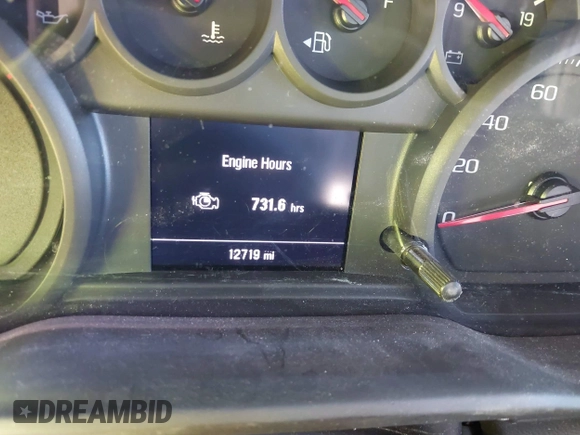 F
9
19
60
40
20
0
Engine Hours
731.6 hrs
12719 mi
DREAMBID